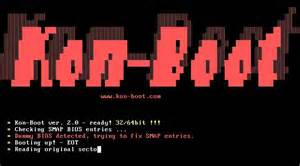 Kon-Boot
www.kon-boot.com
* Kon-Boot ver. 2.0 - ready! 32/64bit !!!
* Checking SMAP BIOS entries ...
* Dummy BIOS detected, trying to fix SMAP entries.
* Booting up! - EOT
* Reading original secto